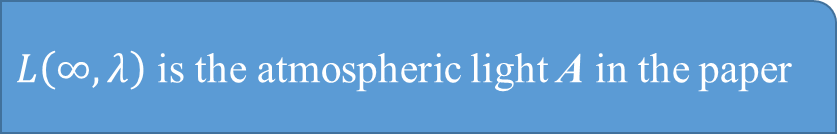 L(∞, λ) is the atmospheric light A in the paper